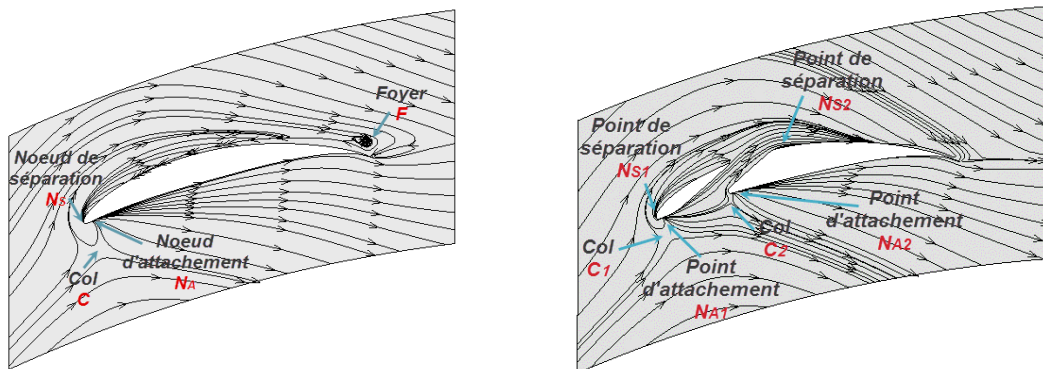 Foyer
F
Noeud de
séparation
NS
Noeud
d'attachement
NA
Col
C
Point de
séparation
NS2
Point de
séparation
NS1
Point
d'attachement
NA2
Col
C2
Col
C1
Point
d'attachement
NA1